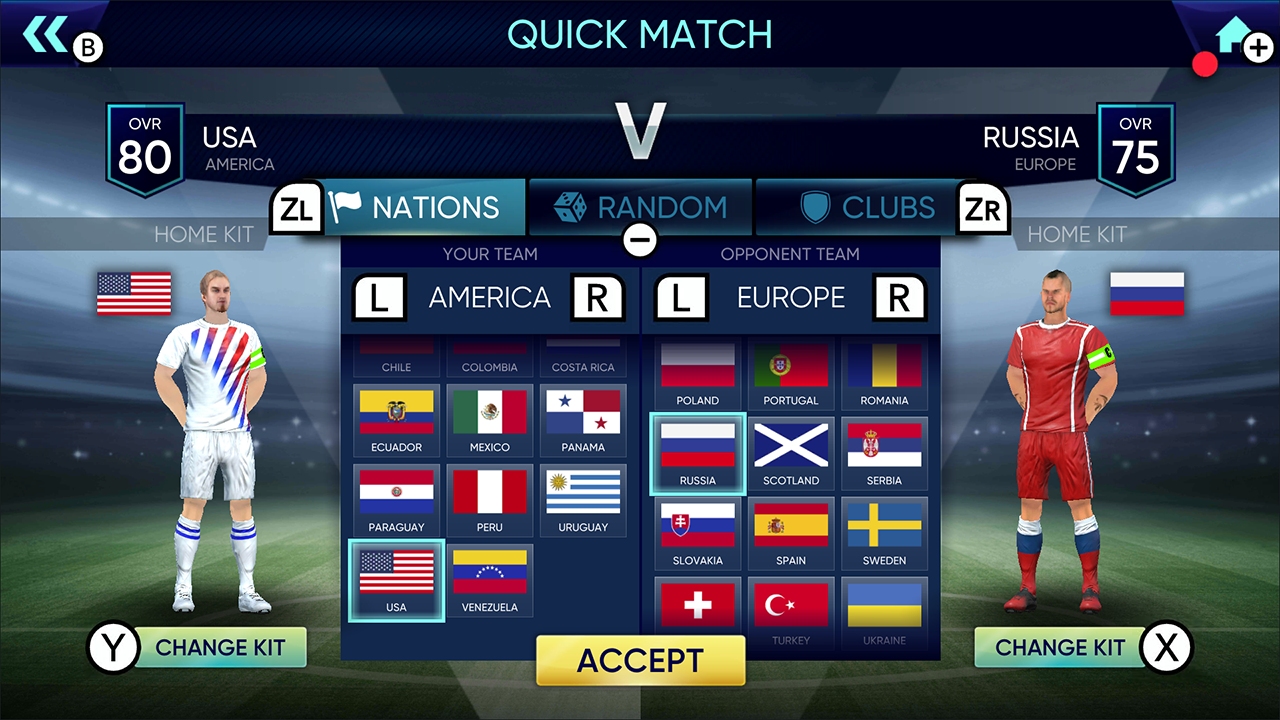 QUICK MATCH
B
+
OVR
80
USA
AMERICA
V
RUSSIA
EUROPE
OVR
75
ZL
NATIONS
RANDOM
CLUBS
ZR
HOME KIT
HOME KIT
YOUR TEAM
OPPONENT TEAM
L
AMERICA
R
L
EUROPE
R
CHILE
COLOMBIA
COSTA RICA
ECUADOR
MEXICO
PANAMA
PARAGUAY
PERU
URUGUAY
USA
VENEZUELA
POLAND
PORTUGAL
ROMANIA
RUSSIA
SCOTLAND
SERBIA
SLOVAKIA
SPAIN
SWEDEN
TURKEY
UKRAINE
Y
CHANGE KIT
ACCEPT
CHANGE KIT
X